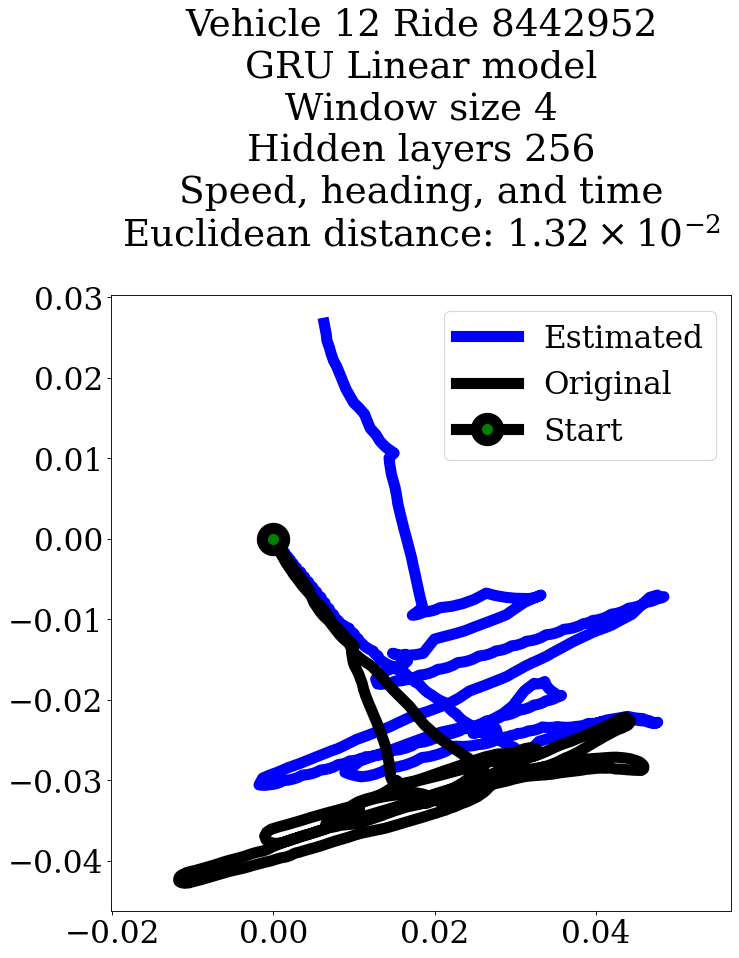 Vehicle 12 Ride 8442952
GRU Linear model
Window size 4
Hidden layers 256
Speed, heading, and time
Euclidean distance: 1.32 × 10⁻²
0.03
0.02
0.01
0.00
−0.01
−0.02
−0.03
−0.04
Estimated
Original
Start
−0.02 0.00 0.02 0.04